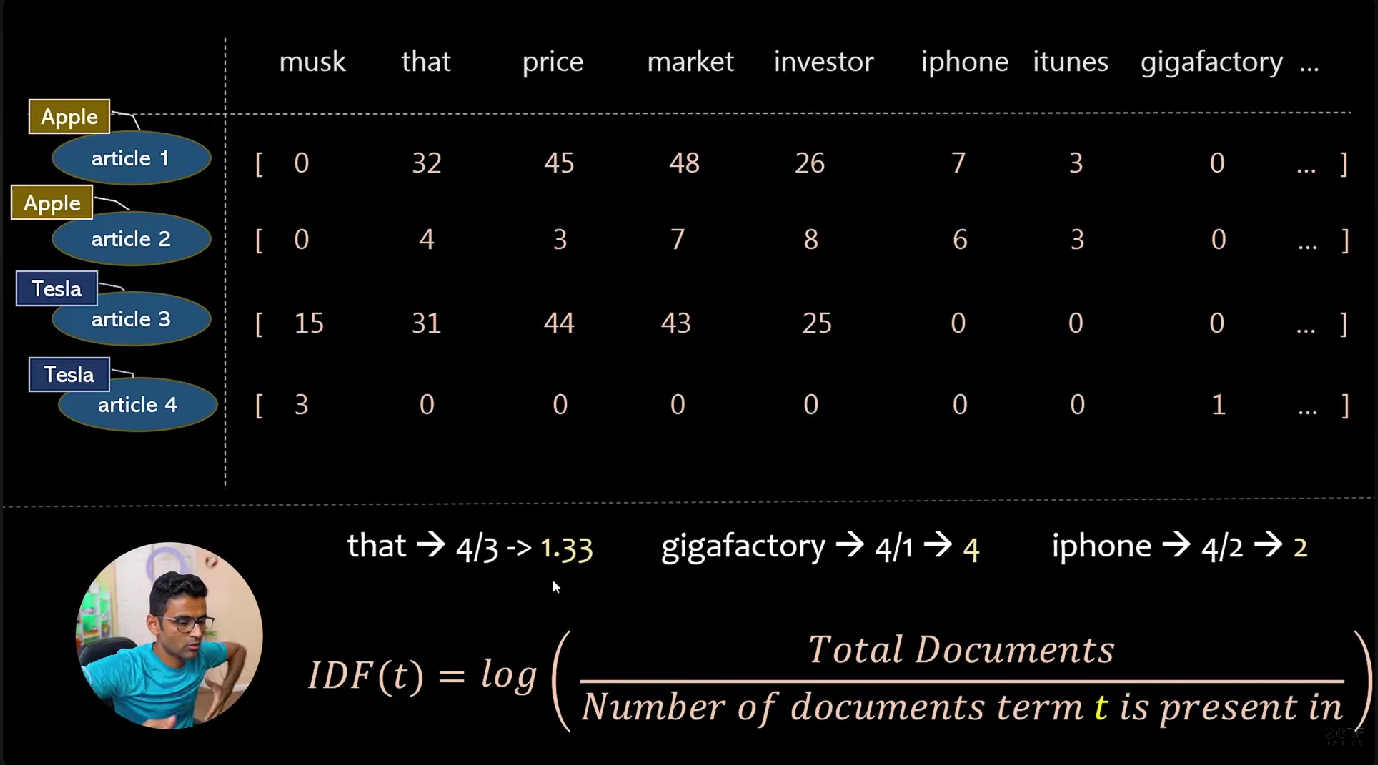 musk that price market investor iphone itunes gigafactory ...
Apple
article 1 [ 0 32 45 48 26 7 3 0 ... ]
Apple
article 2 [ 0 4 3 7 8 6 3 0 ... ]
Tesla
article 3 [ 15 31 44 43 25 0 0 0 ... ]
Tesla
article 4 [ 3 0 0 0 0 0 0 1 ... ]
that → 4/3 -> 1.33 gigafactory → 4/1 → 4 iphone → 4/2 → 2
IDF(t) = log ( Total Documents
Number of documents term t is present in )